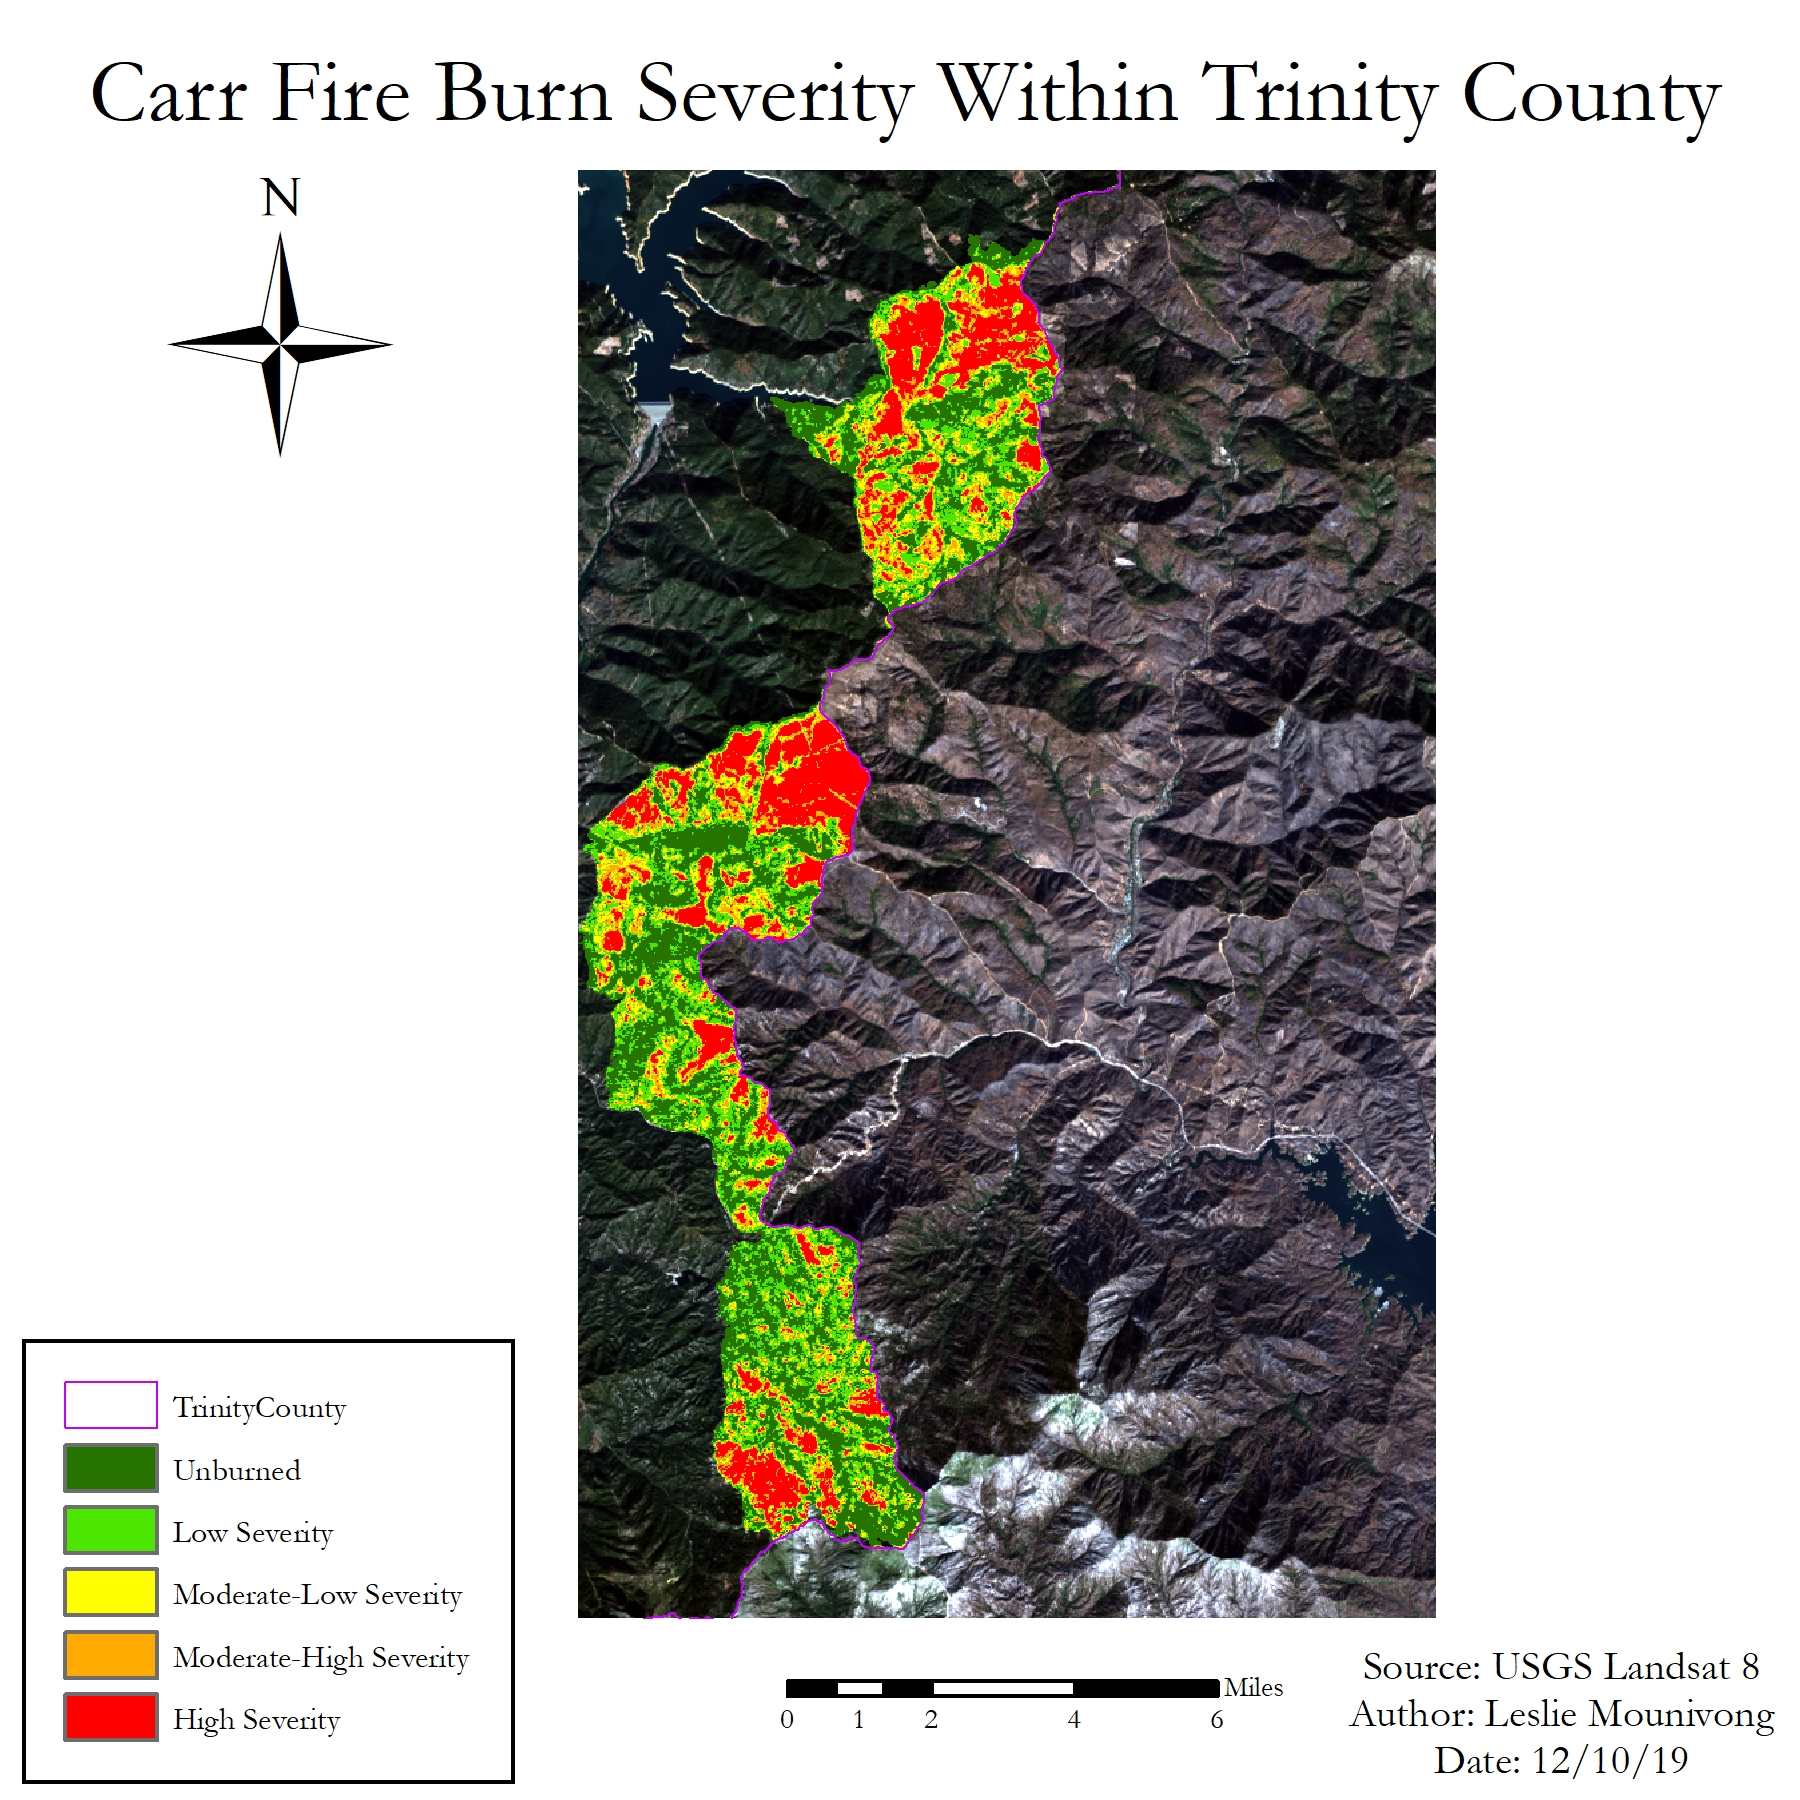 Carr Fire Burn Severity Within Trinity County
N
TrinityCounty
Unburned
Low Severity
Moderate-Low Severity
Moderate-High Severity
High Severity
Miles
0 1 2 4 6
Source: USGS Landsat 8
Author: Leslie Mounivong
Date: 12/10/19